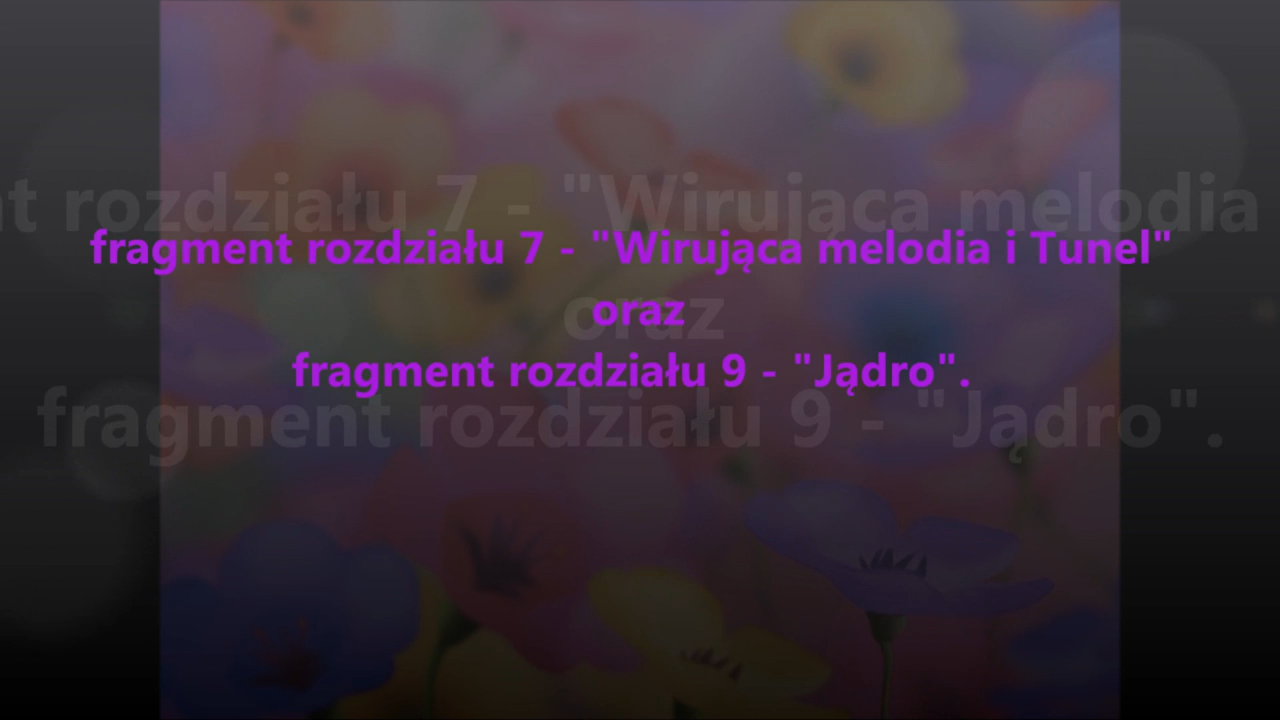 fragment rozdziału 7 - "Wirująca melodia i Tunel"
oraz
fragment rozdziału 9 - "Jądro".